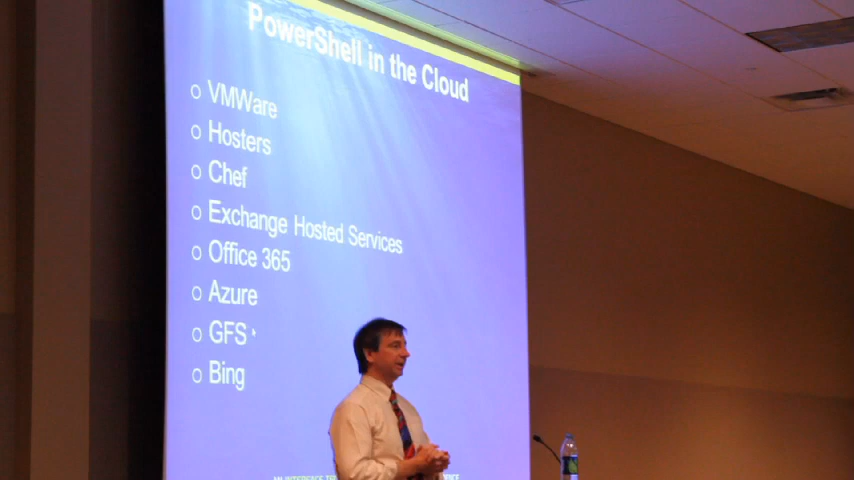 PowerShell in the Cloud
VMWare
Hosters
Chef
Exchange Hosted Services
Office 365
Azure
GFS
Bing